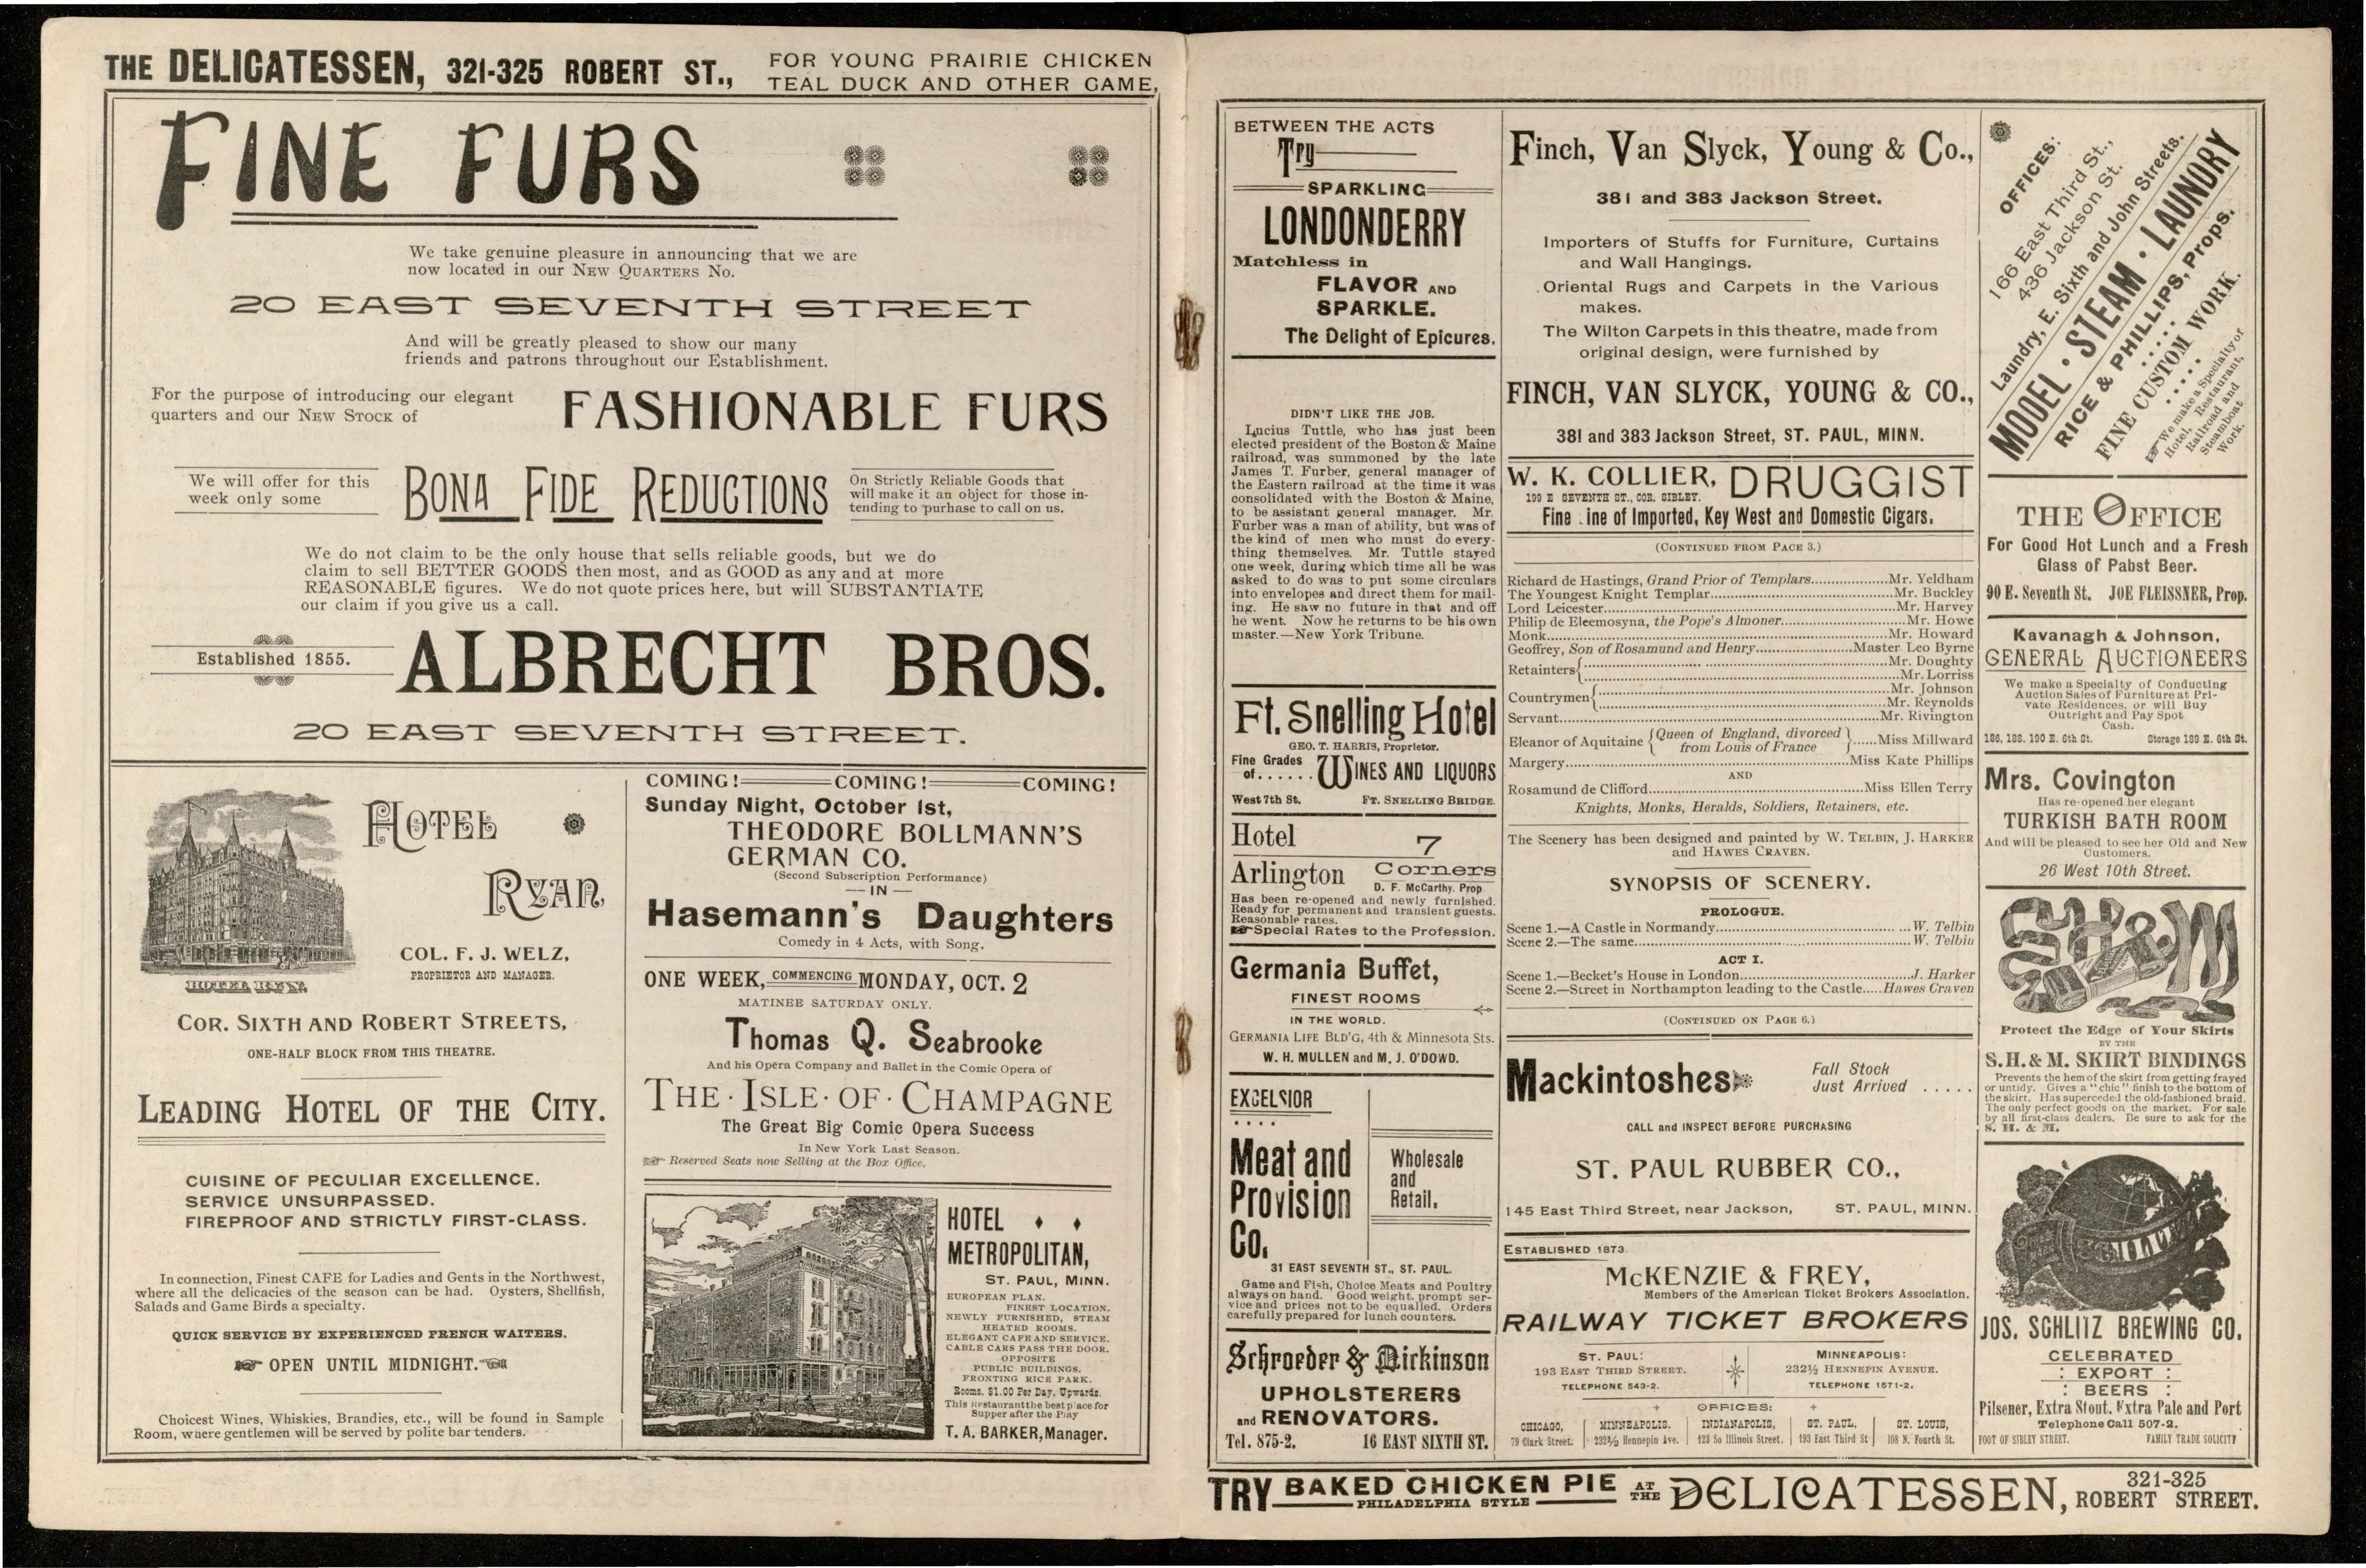 THE DELICATESSEN, 321-325 ROBERT ST., FOR YOUNG PRAIRIE CHICKEN
TEAL DUCK AND OTHER GAME,
FINE FURS
We take genuine pleasure in announcing that we are
now located in our NEW QUARTERS No.
20 EAST SEVENTH STREET
And will be greatly pleased to show our many
friends and patrons throughout our Establishment.
For the purpose of introducing our elegant
quarters and our NEW STOCK of
FASHIONABLE FURS
We will offer for this
week only some
BONA FIDE REDUCTIONS
On Strictly Reliable Goods that
will make it an object for those in-
tending to purhase to call on us.
We do not claim to be the only house that sells reliable goods, but we do
claim to sell BETTER GOODS then most, and as GOOD as any and at more
REASONABLE figures. We do not quote prices here, but will SUBSTANTIATE
our claim if you give us a call.
Established 1855.
ALBRECHT BROS.
20 EAST SEVENTH STREET.
HOTEL
RYAN,
COL. F. J. WELZ,
PROPRIETOR AND MANAGER.
HOTEL RYAN.
COR. SIXTH AND ROBERT STREETS,
ONE-HALF BLOCK FROM THIS THEATRE.
LEADING HOTEL OF THE CITY.
CUISINE OF PECULIAR EXCELLENCE.
SERVICE UNSURPASSED.
FIREPROOF AND STRICTLY FIRST-CLASS.
In connection, Finest CAFE for Ladies and Gents in the Northwest,
where all the delicacies of the season can be had. Oysters, Shellfish,
Salads and Game Birds a specialty.
QUICK SERVICE BY EXPERIENCED FRENCH WAITERS.
OPEN UNTIL MIDNIGHT.
Choicest Wines, Whiskies, Brandies, etc., will be found in Sample
Room, where gentlemen will be served by polite bar tenders.
COMING! COMING! COMING!
Sunday Night, October 1st,
THEODORE BOLLMANN'S
GERMAN CO.
(Second Subscription Performance)
— IN —
Hasemann's Daughters
Comedy in 4 Acts, with Song.
ONE WEEK, COMMENCING MONDAY, OCT. 2
MATINEE SATURDAY ONLY.
Thomas Q. Seabrooke
And his Opera Company and Ballet in the Comic Opera of
THE · ISLE · OF · CHAMPAGNE
The Great Big Comic Opera Success
In New York Last Season.
Reserved Seats now Selling at the Box Office.
HOTEL
METROPOLITAN,
ST. PAUL, MINN.
EUROPEAN PLAN.
FINEST LOCATION.
NEWLY FURNISHED, STEAM
HEATED ROOMS.
ELEGANT CAFE AND SERVICE.
CABLE CARS PASS THE DOOR.
OPPOSITE
PUBLIC BUILDINGS.
FRONTING RICE PARK.
Rooms, $1.00 Per Day, Upwards.
This Restaurant the best place for
Supper after the Play
T. A. BARKER, Manager.
BETWEEN THE ACTS
Try
SPARKLING
LONDONDERRY
Matchless in
FLAVOR AND
SPARKLE.
The Delight of Epicures.
DIDN'T LIKE THE JOB.
Lucius Tuttle, who has just been
elected president of the Boston & Maine
railroad, was summoned by the late
James T. Furber, general manager of
the Eastern railroad at the time it was
consolidated with the Boston & Maine,
to be assistant general manager. Mr.
Furber was a man of ability, but was of
the kind of men who must do every-
thing themselves. Mr. Tuttle stayed
one week, during which time all he was
asked to do was to put some circulars
into envelopes and direct them for mail-
ing. He saw no future in that and off
he went. Now he returns to be his own
master.—New York Tribune.
Ft. Snelling Hotel
GEO. T. HARRIS, Proprietor.
Fine Grades
of...... WINES AND LIQUORS
West 7th St. FT. SNELLING BRIDGE.
Hotel 7
Arlington Corners
D. F. McCarthy. Prop
Has been re-opened and newly furnished.
Ready for permanent and transient guests.
Reasonable rates.
Special Rates to the Profession.
Germania Buffet,
FINEST ROOMS
IN THE WORLD.
GERMANIA LIFE BLD'G, 4th & Minnesota Sts.
W. H. MULLEN and M, J. O'DOWD.
EXCELSIOR
Meat and
Provision
Co.
Wholesale
and
Retail.
31 EAST SEVENTH ST., ST. PAUL.
Game and Fish, Choice Meats and Poultry
always on hand. Good weight. prompt ser-
vice and prices not to be equalled. Orders
carefully prepared for lunch counters.
Schroeder & Dickinson
UPHOLSTERERS
and RENOVATORS.
Tel. 875-2. 16 EAST SIXTH ST.
Finch, Van Slyck, Young & Co.,
381 and 383 Jackson Street.
Importers of Stuffs for Furniture, Curtains
and Wall Hangings.
Oriental Rugs and Carpets in the Various
makes.
The Wilton Carpets in this theatre, made from
original design, were furnished by
FINCH, VAN SLYCK, YOUNG & CO.,
381 and 383 Jackson Street, ST. PAUL, MINN.
W. K. COLLIER, DRUGGIST
199 E SEVENTH ST., COR. SIBLEY.
Fine ine of Imported, Key West and Domestic Cigars.
(CONTINUED FROM PAGE 3.)
Richard de Hastings, Grand Prior of Templars..................Mr. Yeldham
The Youngest Knight Templar..................Mr. Buckley
Lord Leicester..................Mr. Harvey
Philip de Eleemosyna, the Pope's Almoner..................Mr. Howe
Monk..................Mr. Howard
Geoffrey, Son of Rosamund and Henry..................Master Leo Byrne
Retainers{..................Mr. Doughty
..................Mr. Lorriss
Countrymen{..................Mr. Johnson
..................Mr. Reynolds
Servant..................Mr. Rivington
Eleanor of Aquitaine {Queen of England, divorced
from Louis of France }......Miss Millward
Margery..................Miss Kate Phillips
AND
Rosamund de Clifford..................Miss Ellen Terry
Knights, Monks, Heralds, Soldiers, Retainers, etc.
The Scenery has been designed and painted by W. TELBIN, J. HARKER
and HAWES CRAVEN.
SYNOPSIS OF SCENERY.
PROLOGUE.
Scene 1.—A Castle in Normandy..................W. Telbin
Scene 2.—The same..................W. Telbin
ACT I.
Scene 1.—Becket's House in London..................J. Harker
Scene 2.—Street in Northampton leading to the Castle.....Hawes Craven
(CONTINUED ON PAGE 6.)
Mackintoshes
Fall Stock
Just Arrived . . . . .
CALL and INSPECT BEFORE PURCHASING
ST. PAUL RUBBER CO.,
145 East Third Street, near Jackson, ST. PAUL, MINN.
ESTABLISHED 1873.
McKENZIE & FREY,
Members of the American Ticket Brokers Association.
RAILWAY TICKET BROKERS
ST. PAUL:
193 EAST THIRD STREET.
TELEPHONE 543-2.
MINNEAPOLIS:
232½ HENNEPIN AVENUE.
TELEPHONE 1571-2.
OFFICES:
CHICAGO, MINNEAPOLIS. INDIANAPOLIS, ST. PAUL, ST. LOUIS,
79 Clark Street. 232½ Hennepin Ave. 123 So Illinois Street. 193 East Third St 108 N. Fourth St.
OFFICES:
166 East Third St.,
436 Jackson St.
Laundry, E. Sixth and John Streets.
MODEL · STEAM · LAUNDRY
RICE & PHILLIPS, Props.
FINE CUSTOM WORK.
We make a Specialty of
Hotel, Restaurant,
Railroad and
Steamboat
Work.
THE OFFICE
For Good Hot Lunch and a Fresh
Glass of Pabst Beer.
90 E. Seventh St. JOE FLEISSNER, Prop.
Kavanagh & Johnson,
GENERAL AUCTIONEERS
We make a Specialty of Conducting
Auction Sales of Furniture at Pri-
vate Residences, or will Buy
Outright and Pay Spot
Cash.
186, 188, 190 E. 6th St. Storage 189 E. 6th St.
Mrs. Covington
Has re-opened her elegant
TURKISH BATH ROOM
And will be pleased to see her Old and New
Customers.
26 West 10th Street.
SH&M
Protect the Edge of Your Skirts
BY THE
S.H. & M. SKIRT BINDINGS
Prevents the hem of the skirt from getting frayed
or untidy. Gives a "chic" finish to the bottom of
the skirt. Has superceded the old-fashioned braid.
The only perfect goods on the market. For sale
by all first-class dealers. Be sure to ask for the
S. H. & M.
SCHLITZ
JOS. SCHLITZ BREWING CO.
CELEBRATED
: EXPORT :
: BEERS :
Pilsener, Extra Stout, Extra Pale and Port
Telephone Call 507-2.
FOOT OF SIBLEY STREET. FAMILY TRADE SOLICITY
TRY BAKED CHICKEN PIE AT THE DELICATESSEN, 321-325
PHILADELPHIA STYLE ROBERT STREET.